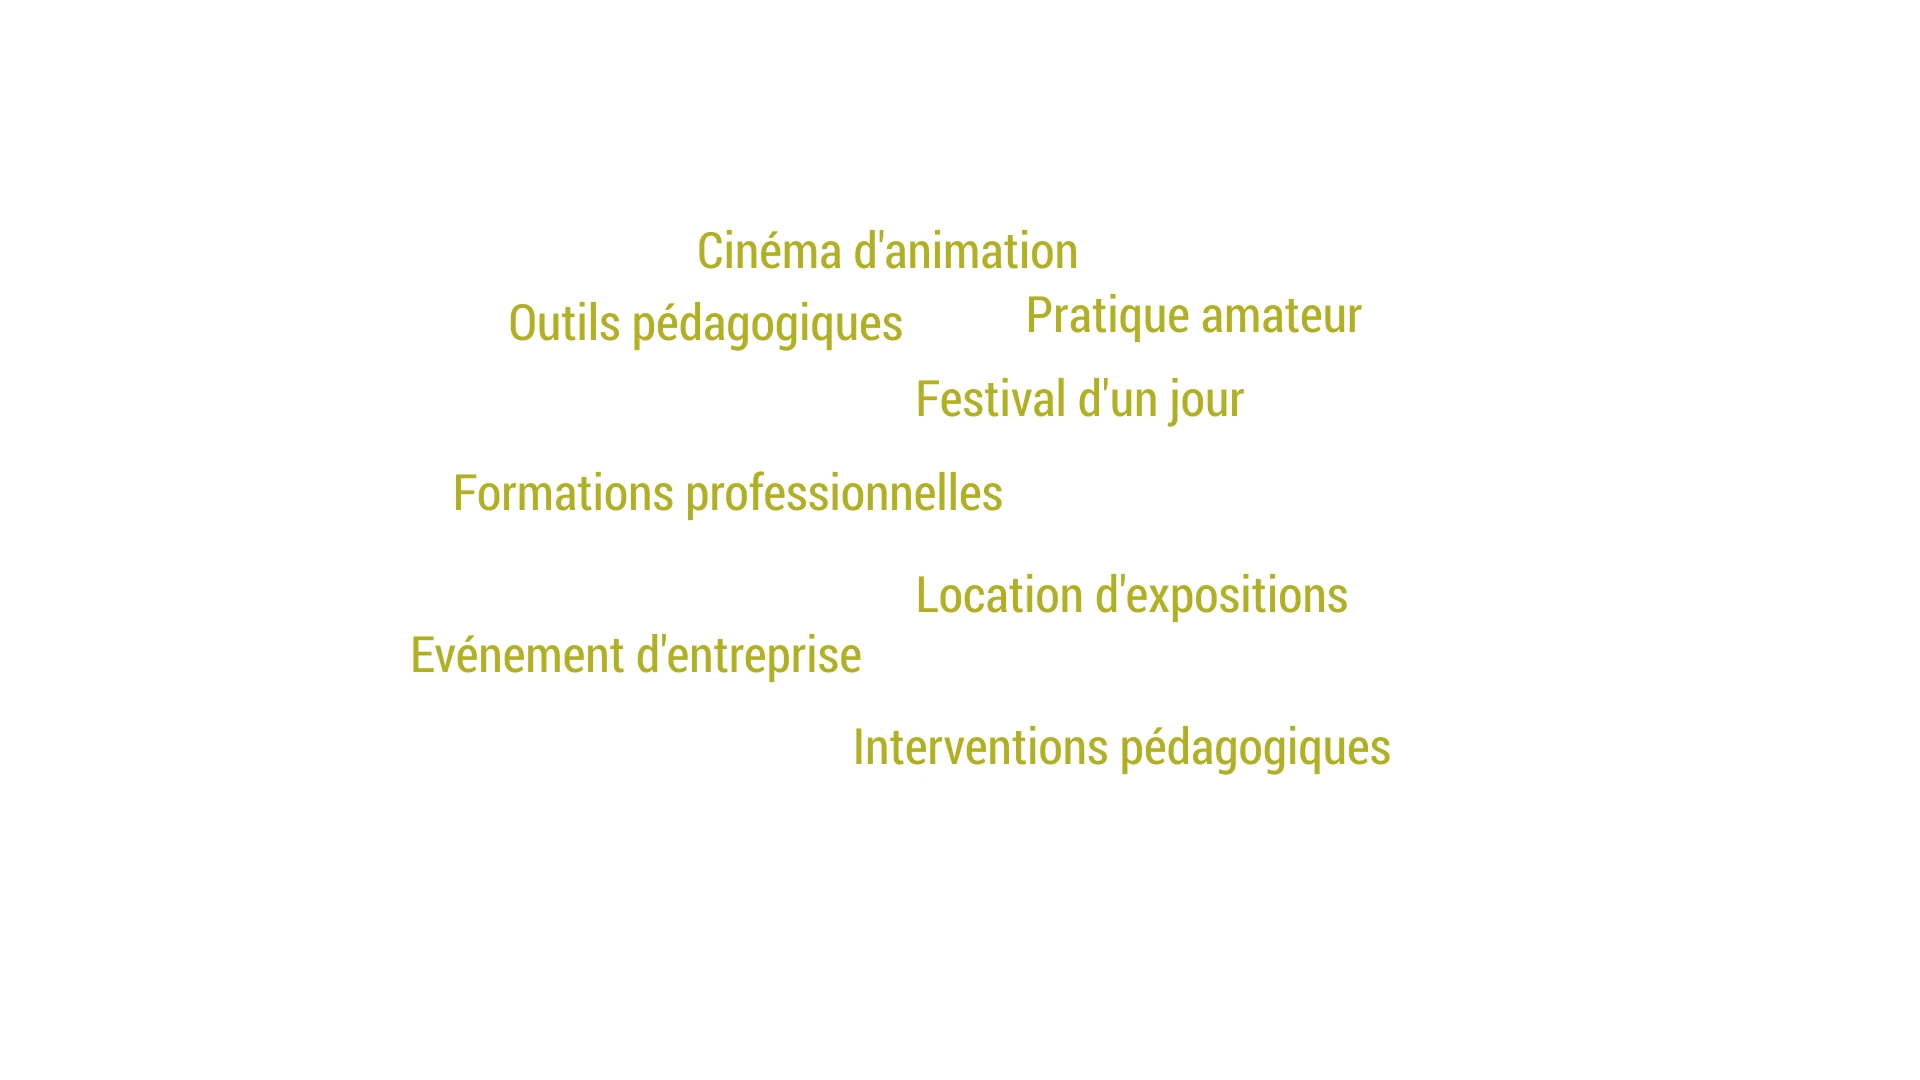 Cinéma d'animation
Outils pédagogiques
Pratique amateur
Festival d'un jour
Formations professionnelles
Location d'expositions
Evénement d'entreprise
Interventions pédagogiques